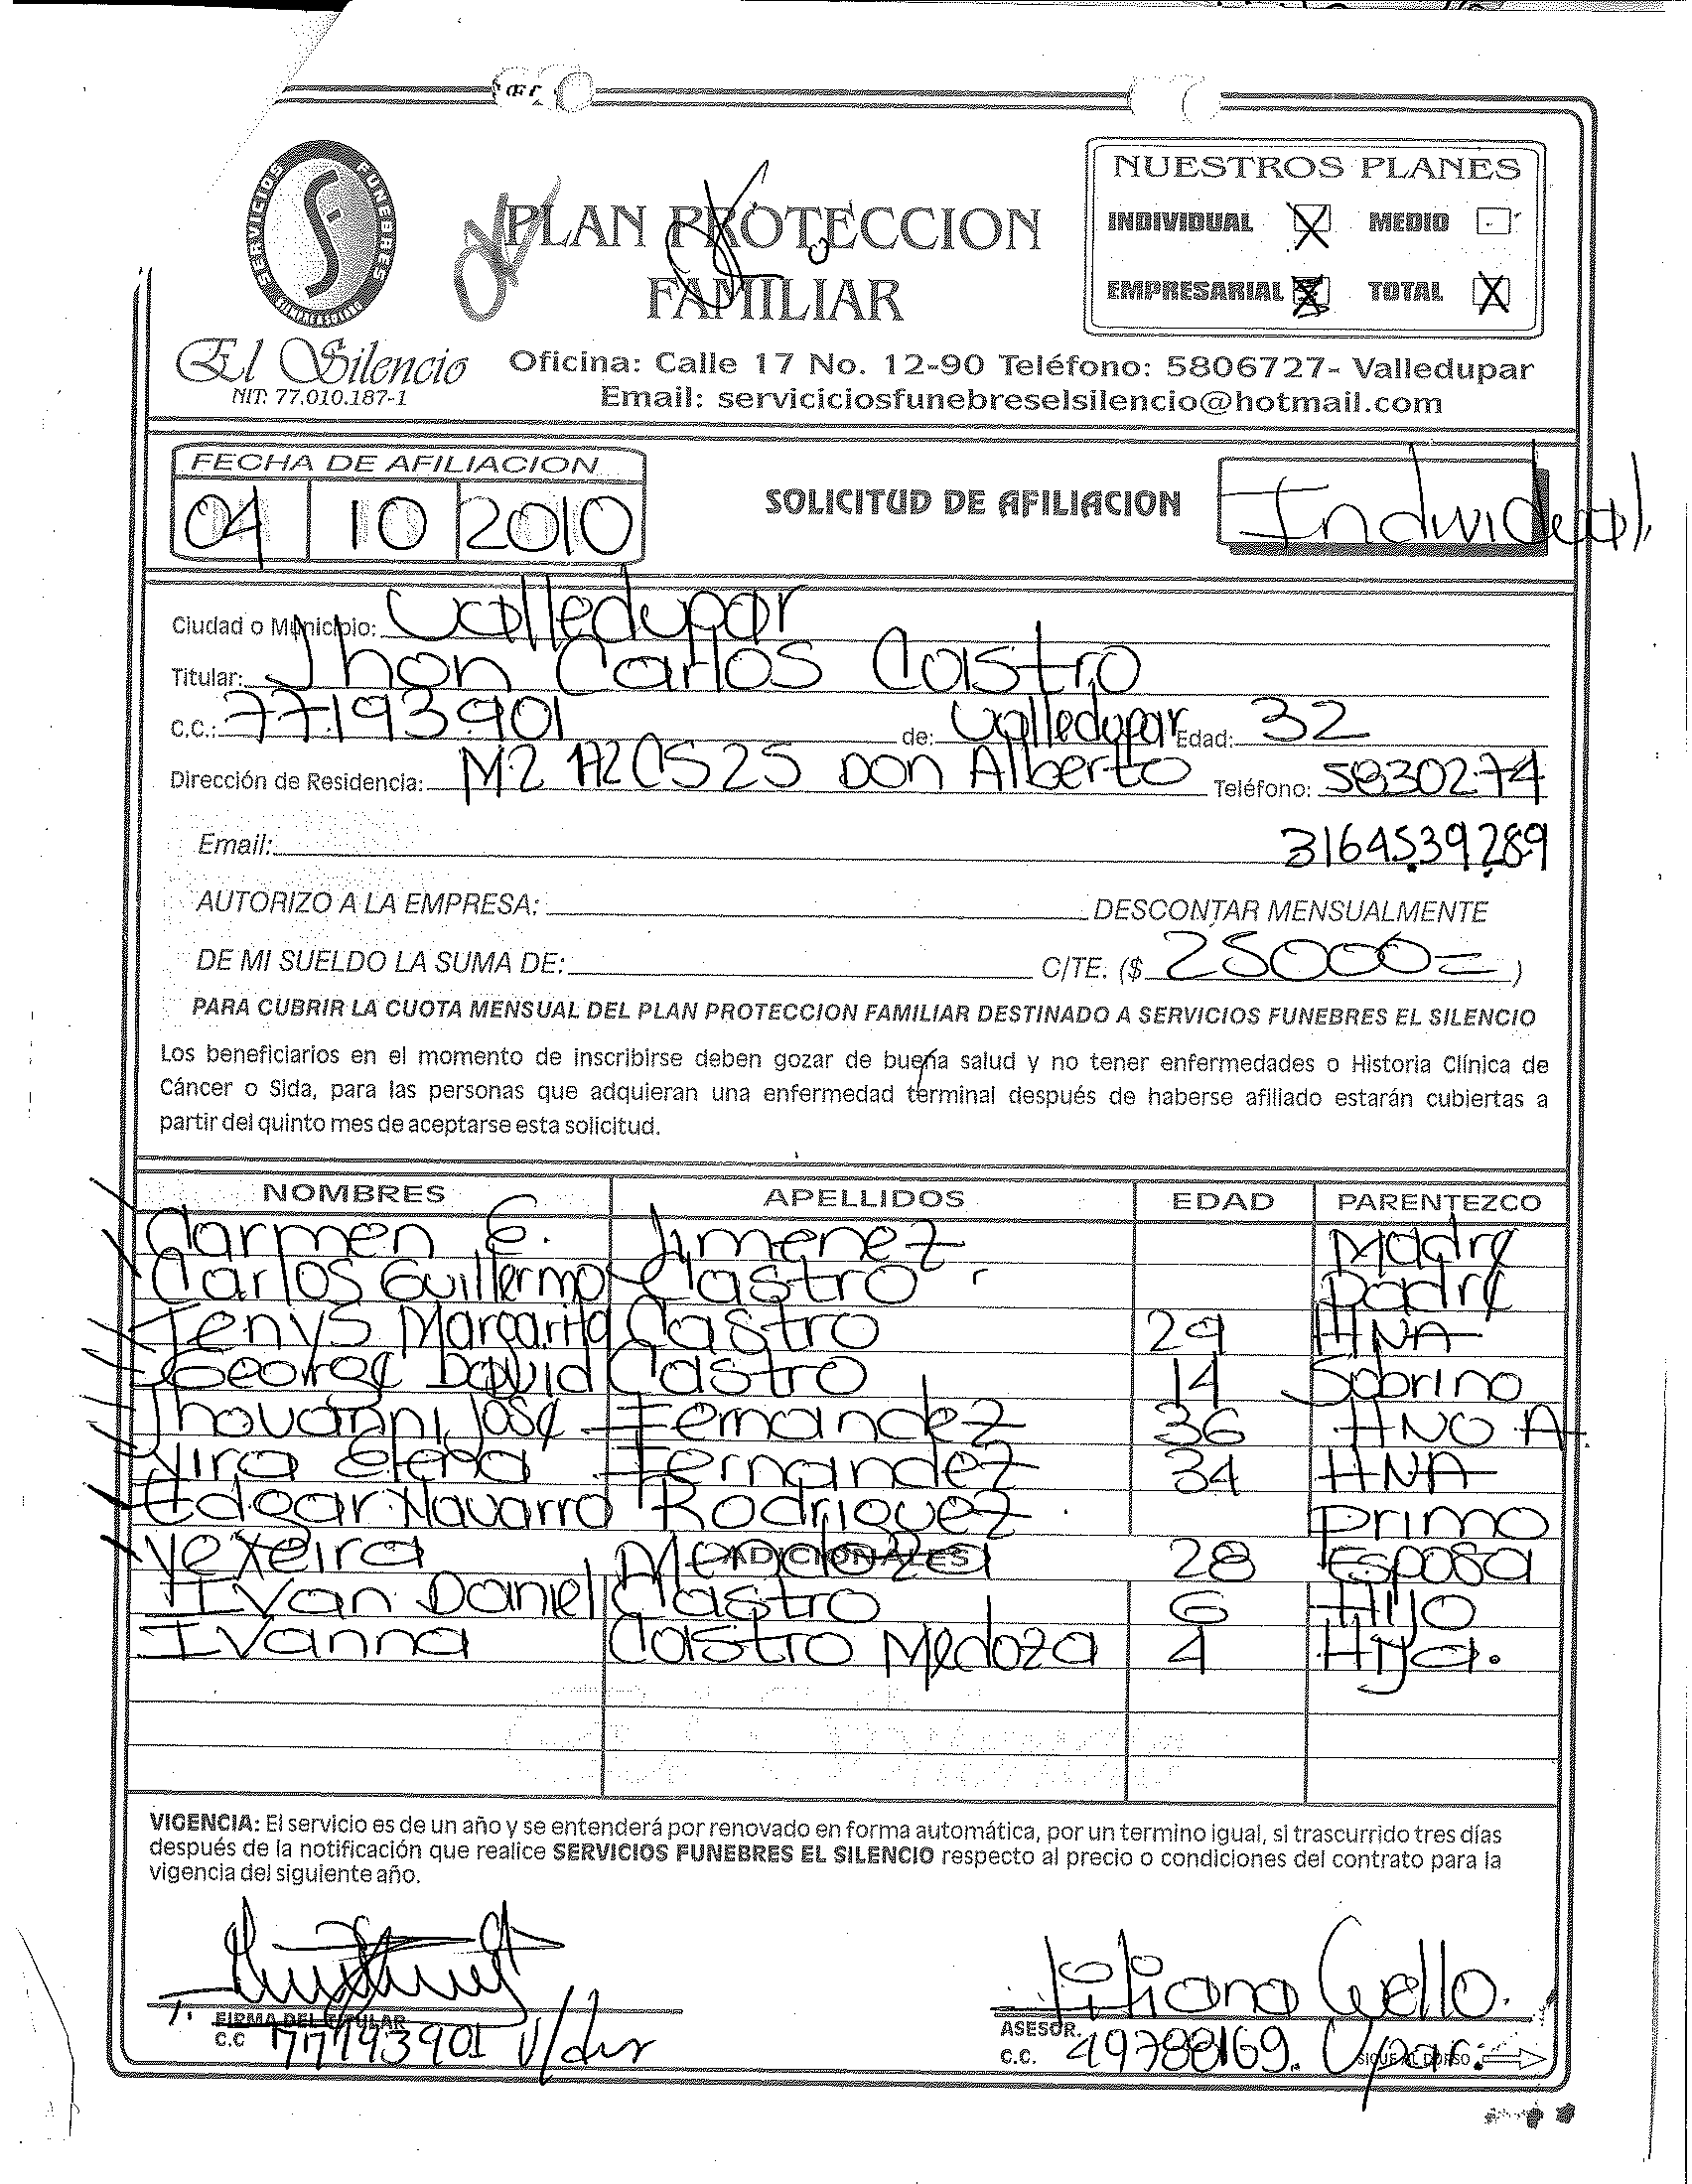 SERVICIOS FUNEBRES
El Silencio
NIT: 77.010.187-1
PLAN PROTECCION
FAMILIAR
NUESTROS PLANES
INDIVIDUAL X MEDIO
EMPRESARIAL X TOTAL X
Oficina: Calle 17 No. 12-90 Teléfono: 5806727- Valledupar
Email: serviciciosfunebreselsilencio@hotmail.com
FECHA DE AFILIACION
04 10 2010
SOLICITUD DE AFILIACION
Individual
Ciudad o Municipio: Valledupar
Titular: Jhon Carlos Castro
C.C.: 77193901 de: Valledupar Edad: 32
Dirección de Residencia: M2 172 CS 25 Don Alberto Teléfono: 5830274
Email: 3164539289
AUTORIZO A LA EMPRESA: DESCONTAR MENSUALMENTE
DE MI SUELDO LA SUMA DE: C/TE. ($ 25000= )
PARA CUBRIR LA CUOTA MENSUAL DEL PLAN PROTECCION FAMILIAR DESTINADO A SERVICIOS FUNEBRES EL SILENCIO
Los beneficiarios en el momento de inscribirse deben gozar de buena salud y no tener enfermedades o Historia Clínica de
Cáncer o Sida, para las personas que adquieran una enfermedad terminal después de haberse afiliado estarán cubiertas a
partir del quinto mes de aceptarse esta solicitud.
NOMBRES APELLIDOS EDAD PARENTEZCO
Carmen E. Jimenez Madre
Carlos Guillermo Castro Padre
Jenys Margarita Castro 29 HNA
George David Castro 14 Sobrino
Jhovanni José Fernandez 36 HNO A.
Nira Elena Fernandez 34 HNA
Edgar Navarro Rodriguez Primo
ADICIONALES
Yexeira Mendoza 28 Esposa
Ivan Daniel Castro 6 Hijo
Ivanna Castro Medoza 4 Hija.
VIGENCIA: El servicio es de un año y se entenderá por renovado en forma automática, por un termino igual, si trascurrido tres días
después de la notificación que realice SERVICIOS FUNEBRES EL SILENCIO respecto al precio o condiciones del contrato para la
vigencia del siguiente año.
FIRMA DEL TITULAR
C.C 77193901 V/dup
Liliana Cuello.
ASESOR.
C.C. 49788169. Vpar.
SIGUE AL DORSO